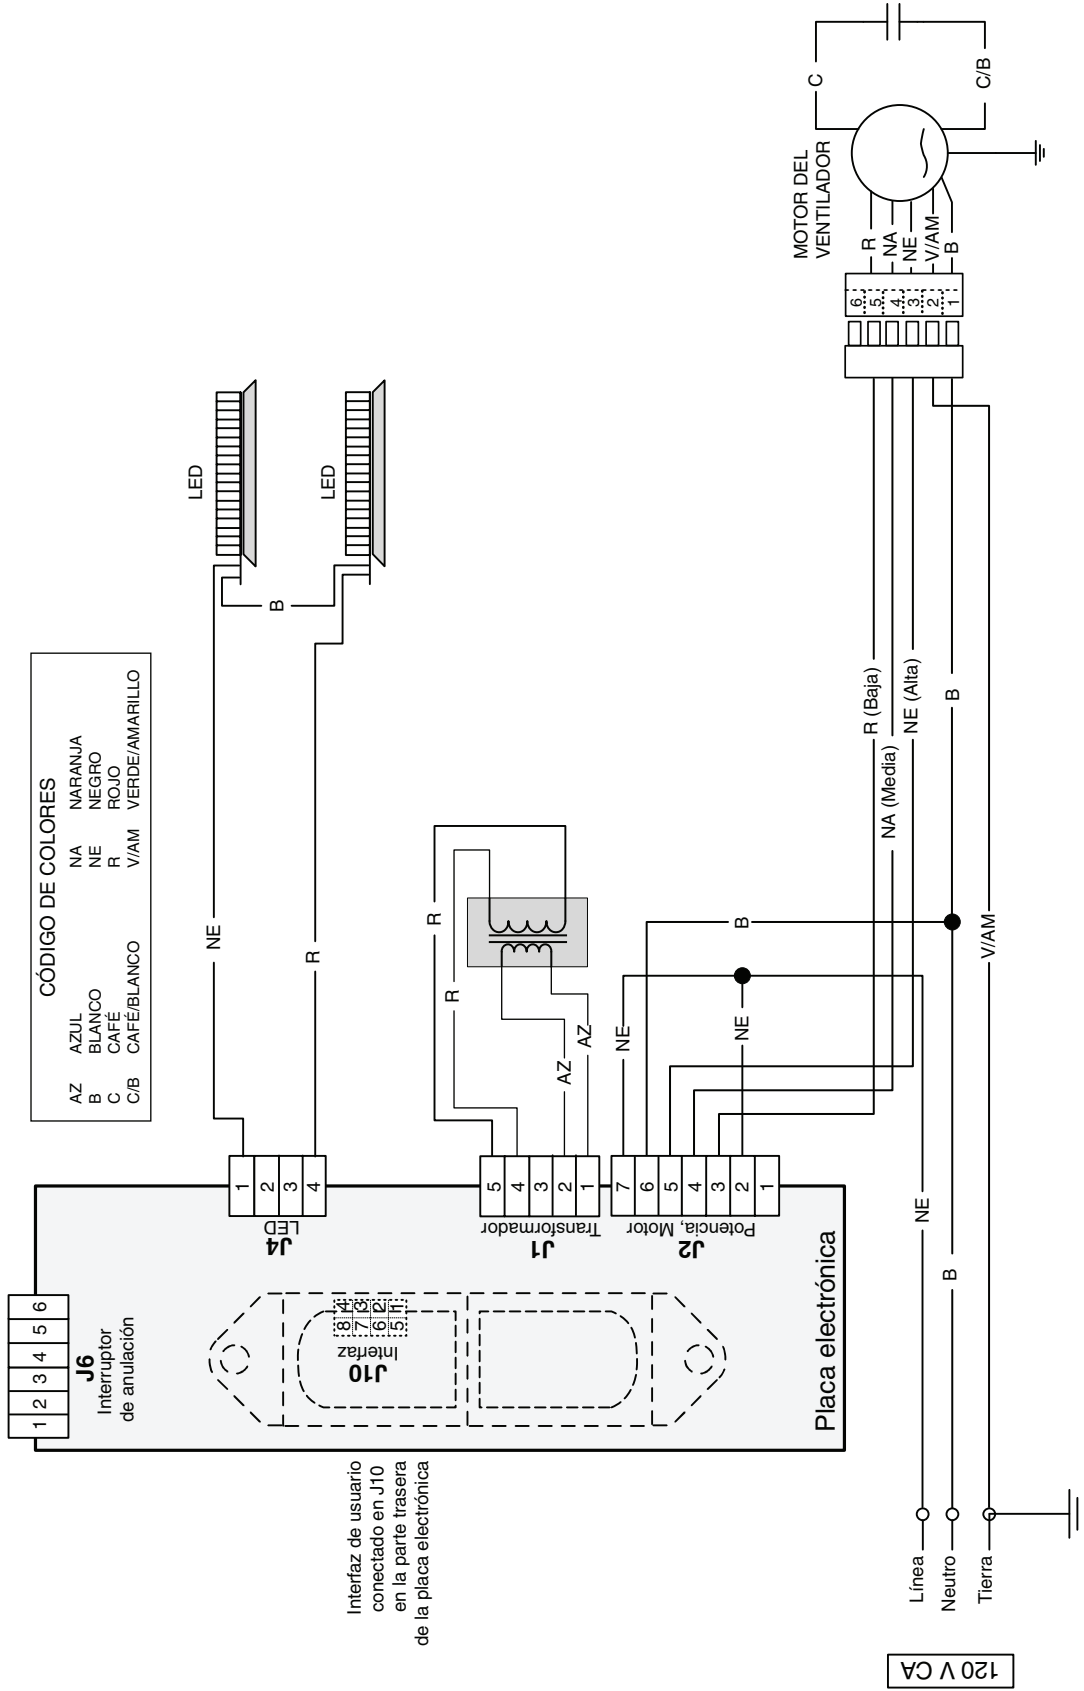 CÓDIGO DE COLORES
AZ AZUL NA NARANJA
B BLANCO NE NEGRO
C CAFÉ R ROJO
C/B CAFÉ/BLANCO V/AM VERDE/AMARILLO
LED
LED
B
NE
R
1
2
3
4
LED
J4
1 2 3 4 5 6
J6
Interruptor
de anulación
8 4
7 3
6 2
5 1
Interfaz
J10
Interfaz de usuario
conectado en J10
en la parte trasera
de la placa electrónica
Placa electrónica
R
R
AZ
AZ
5
4
3
2
1
Transformador
J1
7
6
5
4
3
2
1
Potencia, Motor
J2
NE
B
NE
R (Baja)
NA (Media)
NE (Alta)
B
V/AM
NE
B
Línea
Neutro
Tierra
120 V CA
MOTOR DEL
VENTILADOR
C
C/B
R
NA
NE
V/AM
B
6
5
4
3
2
1